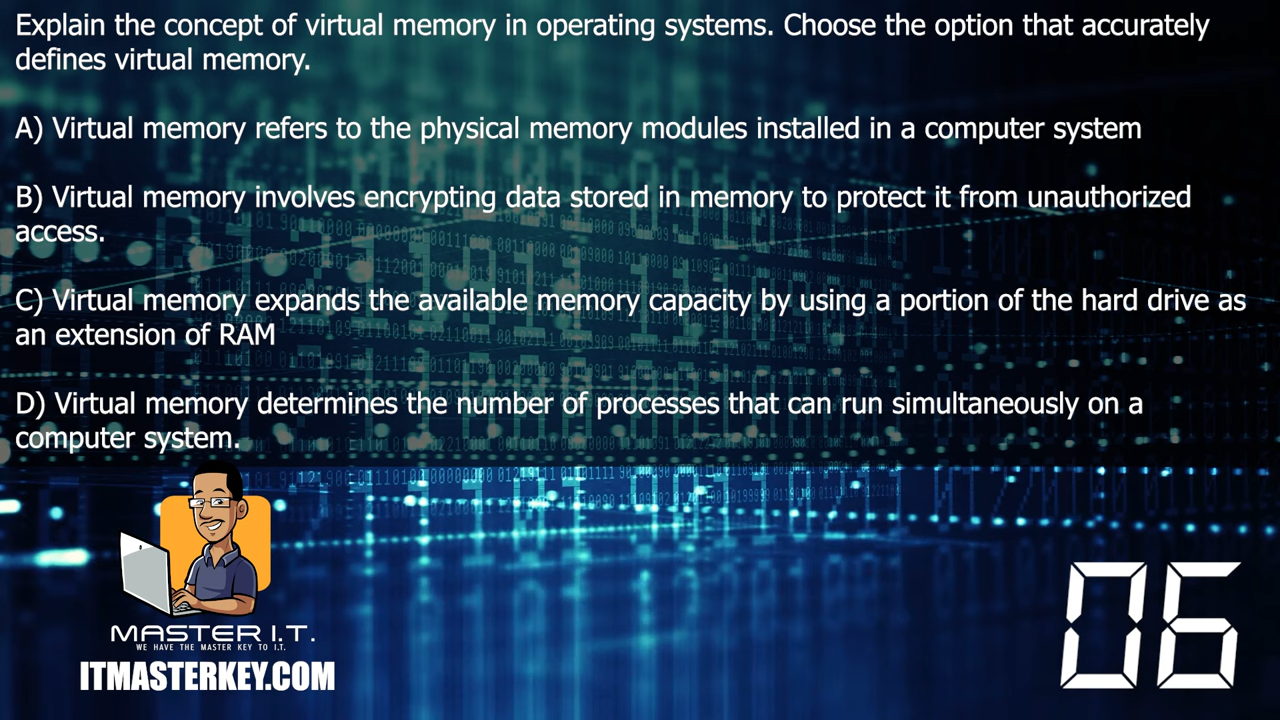 Explain the concept of virtual memory in operating systems. Choose the option that accurately
defines virtual memory.
A) Virtual memory refers to the physical memory modules installed in a computer system
B) Virtual memory involves encrypting data stored in memory to protect it from unauthorized
access.
C) Virtual memory expands the available memory capacity by using a portion of the hard drive as
an extension of RAM
D) Virtual memory determines the number of processes that can run simultaneously on a
computer system.
MASTER I.T.
WE HAVE THE MASTER KEY TO I.T.
ITMASTERKEY.COM
06